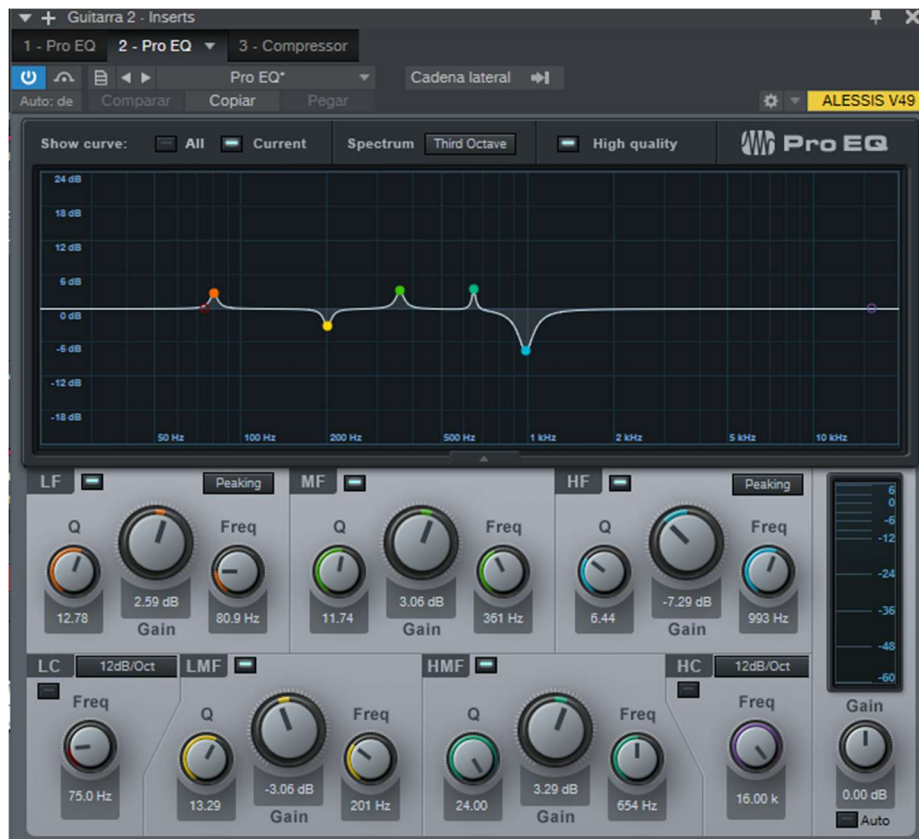 Guitarra 2 - Inserts
1 - Pro EQ 2 - Pro EQ 3 - Compressor
Pro EQ* Cadena lateral
Auto: de Comparar Copiar Pegar ALESSIS V49
Show curve: All Current Spectrum Third Octave High quality Pro EQ
24 dB
18 dB
12 dB
6 dB
0 dB
-6 dB
-12 dB
-18 dB
50 Hz 100 Hz 200 Hz 500 Hz 1 kHz 2 kHz 5 kHz 10 kHz
LF Peaking MF HF Peaking
Q Freq Q Freq Q Freq
12.78 2.59 dB 80.9 Hz 11.74 3.06 dB 361 Hz 6.44 -7.29 dB 993 Hz
Gain Gain Gain
6
0
-6
-12
-24
-36
-48
-60
LC 12dB/Oct LMF HMF HC 12dB/Oct
Freq Q Freq Q Freq Freq Gain
75.0 Hz 13.29 -3.06 dB 201 Hz 24.00 3.29 dB 654 Hz 16.00 k 0.00 dB
Gain Gain Auto